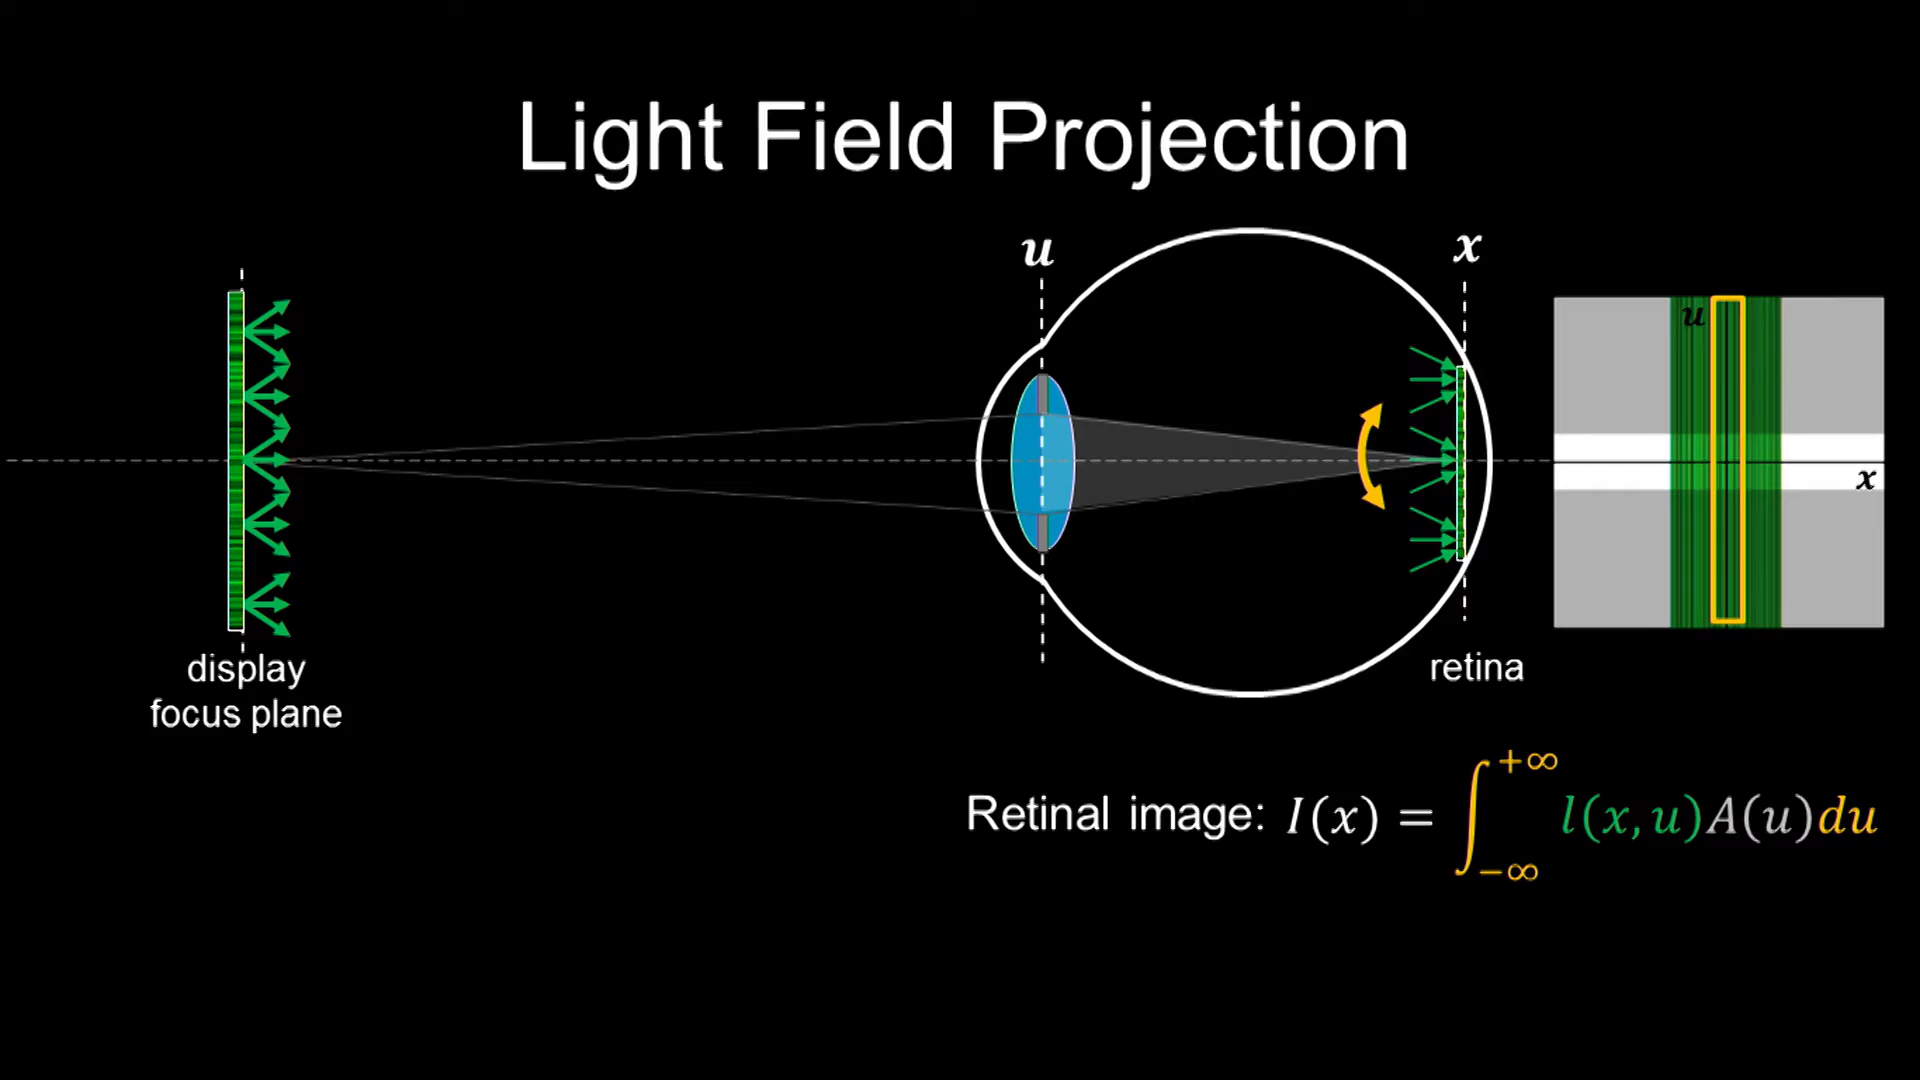 Light Field Projection
u
x
u
x
display
focus plane
retina
Retinal image: I(x) = ∫_{-∞}^{+∞} l(x,u)A(u)du